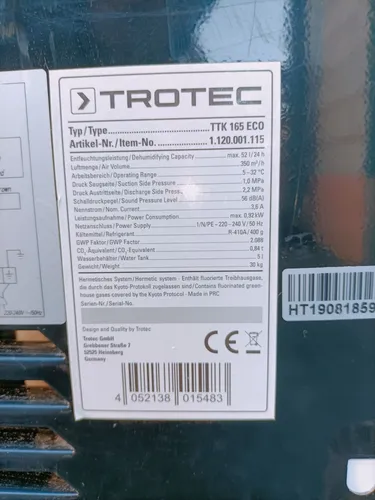 TROTEC
Typ/Type TTK 165 ECO
Artikel-Nr./Item-No. 1.120.001.115
Entfeuchtungsleistung / Dehumidifying Capacity max. 52 l / 24 h
Luftmenge/ Air Volume 350 m³/h
Arbeitsbereich/ Operating Range 5–32 °C
Druck Saugseite/ Suction Side Pressure 1,0 MPa
Druck Austrittseite/ Discharge Side Press. 2,2 MPa
Schalldruckpegel/ Sound Pressure Level 56 dB(A)
Nennstrom/ Nom. Current 3,6 A
Leistungsaufnahme/ Power Consumption max. 0,82 kW
Netzanschluss/ Power Supply 1/N/PE~220–240 V/ 50 Hz
Kältemittel/ Refrigerant R-410A/ 400 g
GWP Faktor/ GWP Factor 2.088
CO₂ Äquivalent/ CO₂ Equivalent 0,84 t
Wasserbehälter/ Water Tank 5 l
Gewicht/ Weight 30 kg
Hermetisches System/ Hermetic system - Enthält fluorierte Treibhausgase,
die durch das Kyoto-Protokoll zugelassen sind/ Contains fluorinated green-
house gases covered by the Kyoto Protocol - Made in PRC
Serien-Nr./ Serial-No.
Design and Quality by Trotec
Trotec GmbH
Grebbener Straße 7
52525 Heinsberg
Germany
CE
4 052138 015483
HT19081859